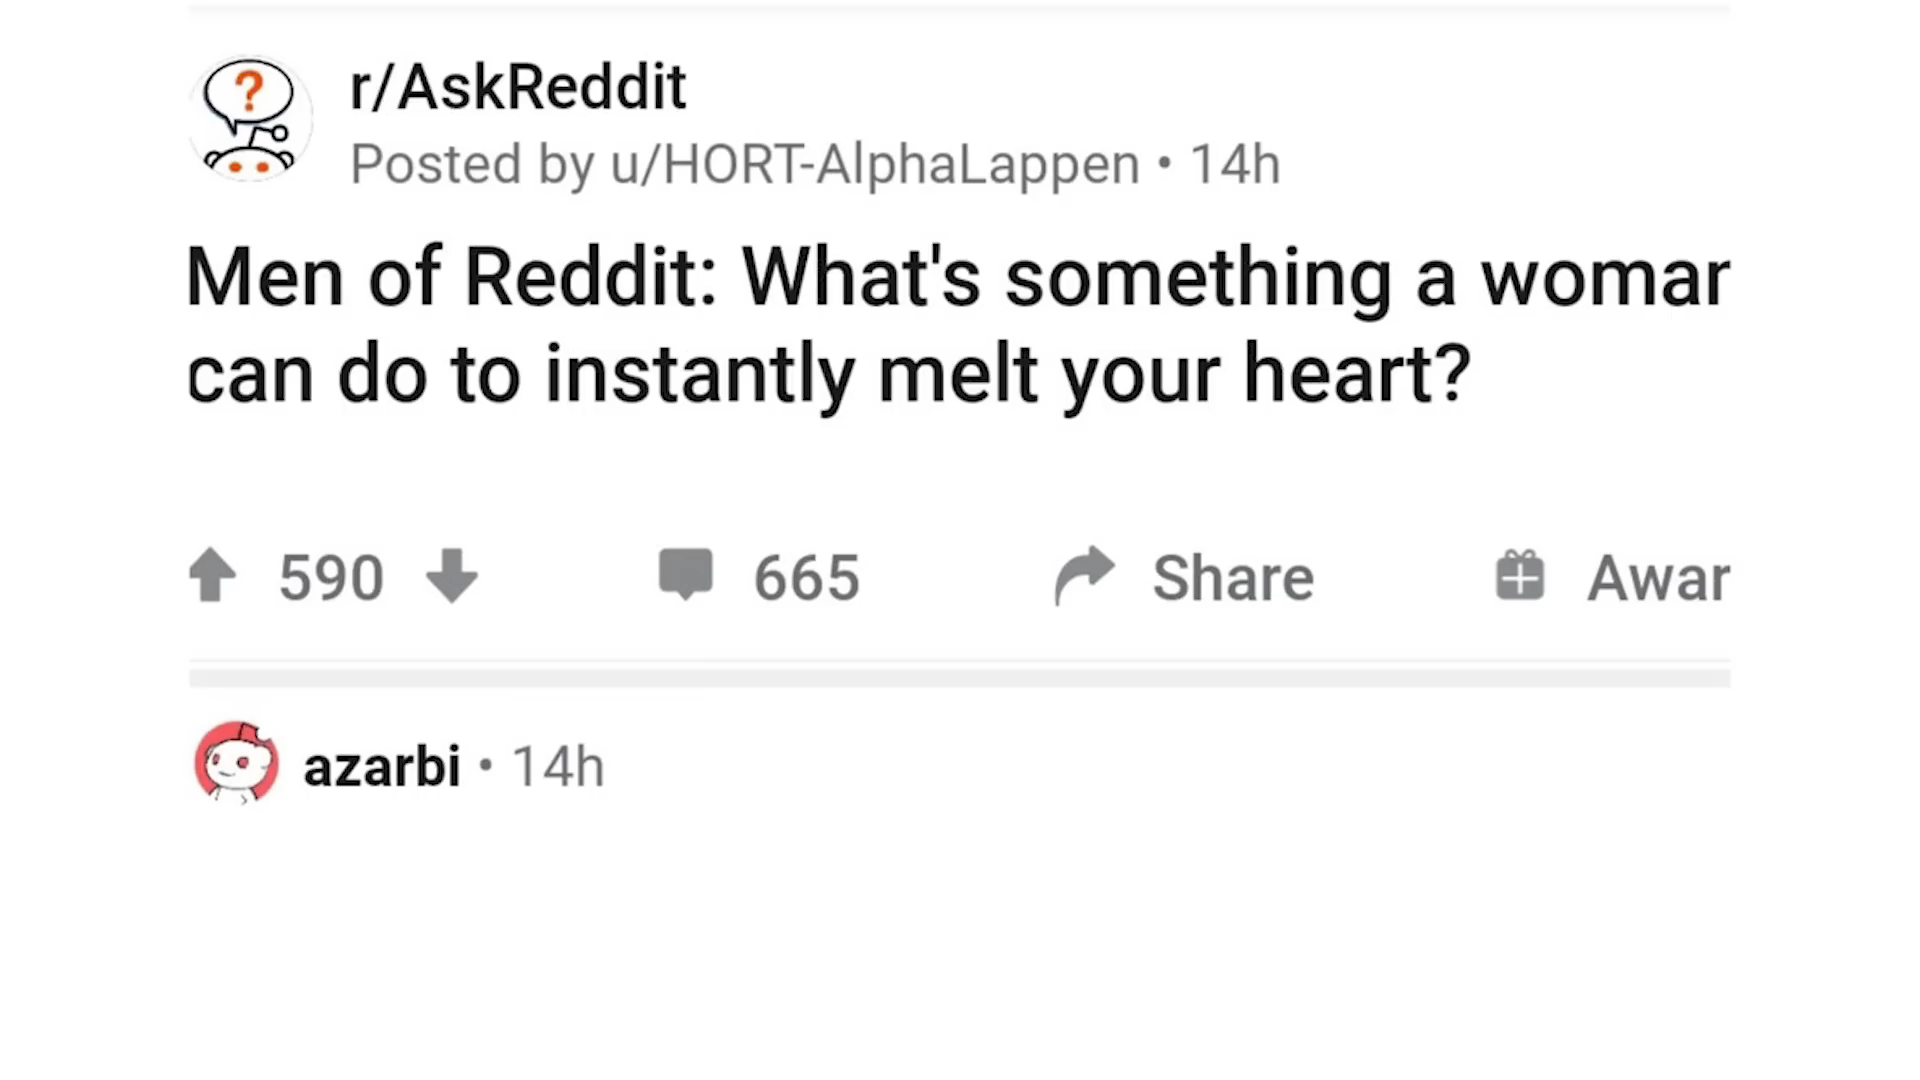 r/AskReddit
Posted by u/HORT-AlphaLappen • 14h
Men of Reddit: What's something a woman
can do to instantly melt your heart?
590 665 Share Awar
azarbi • 14h